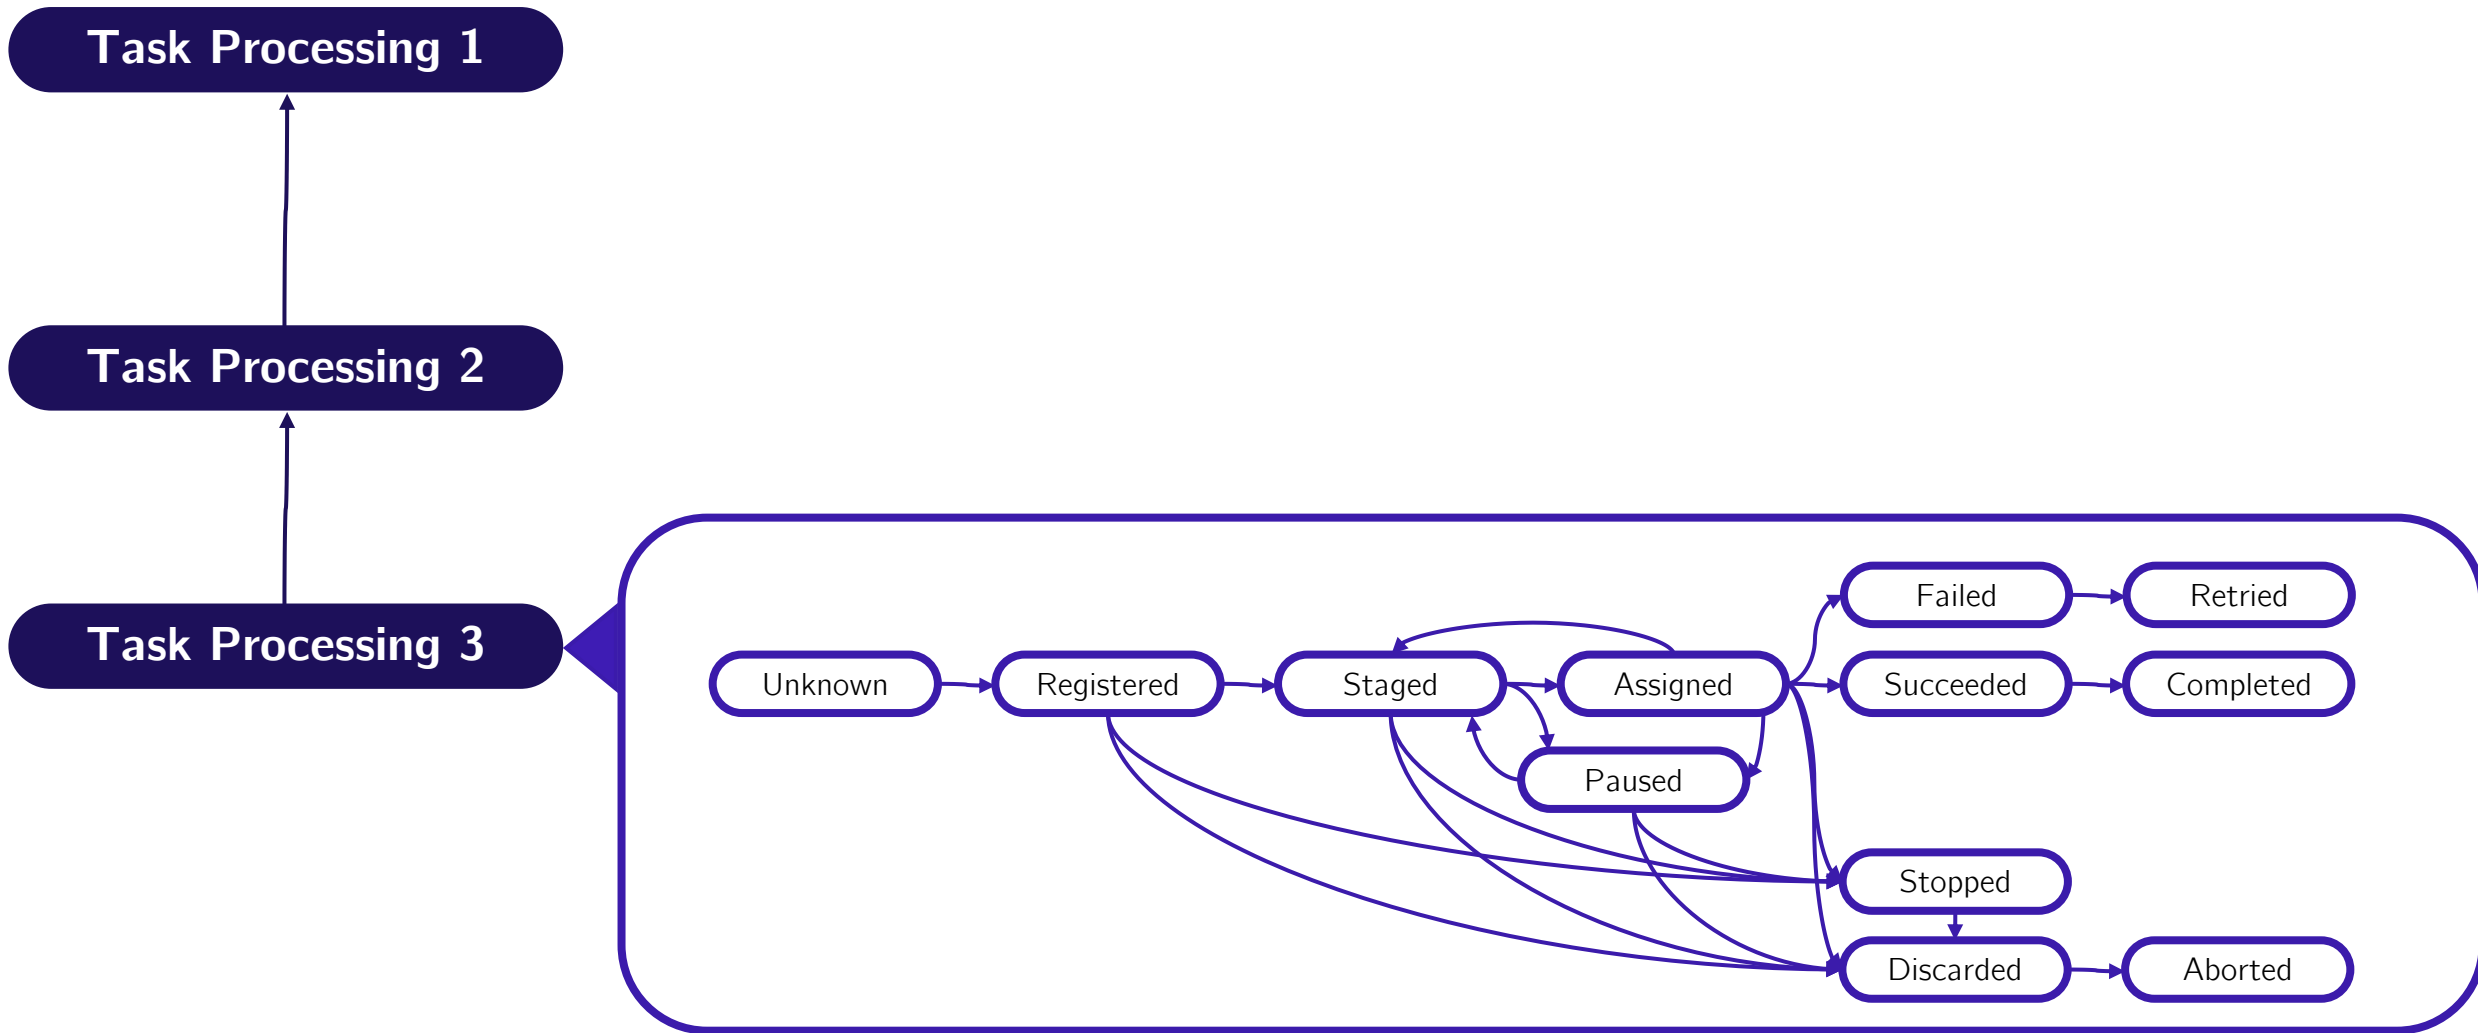 Task Processing 1
Task Processing 2
Task Processing 3
Failed
Retried
Unknown
Registered
Staged
Assigned
Succeeded
Completed
Paused
Stopped
Discarded
Aborted